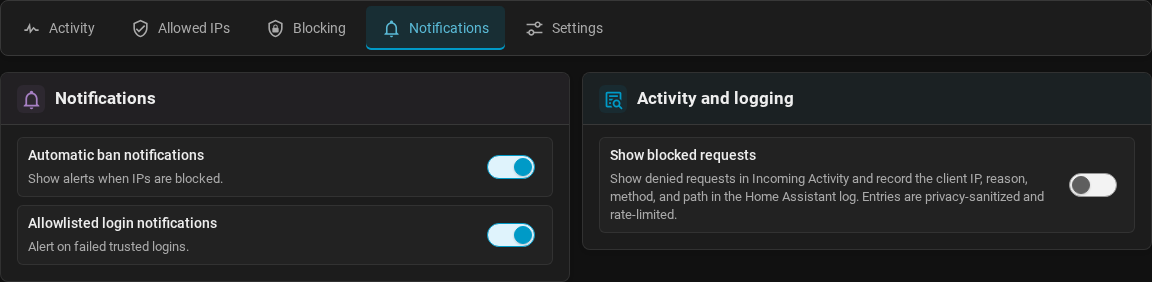 Activity
Allowed IPs
Blocking
Notifications
Settings
Notifications
Automatic ban notifications
Show alerts when IPs are blocked.
Allowlisted login notifications
Alert on failed trusted logins.
Activity and logging
Show blocked requests
Show denied requests in Incoming Activity and record the client IP, reason,
method, and path in the Home Assistant log. Entries are privacy-sanitized and
rate-limited.